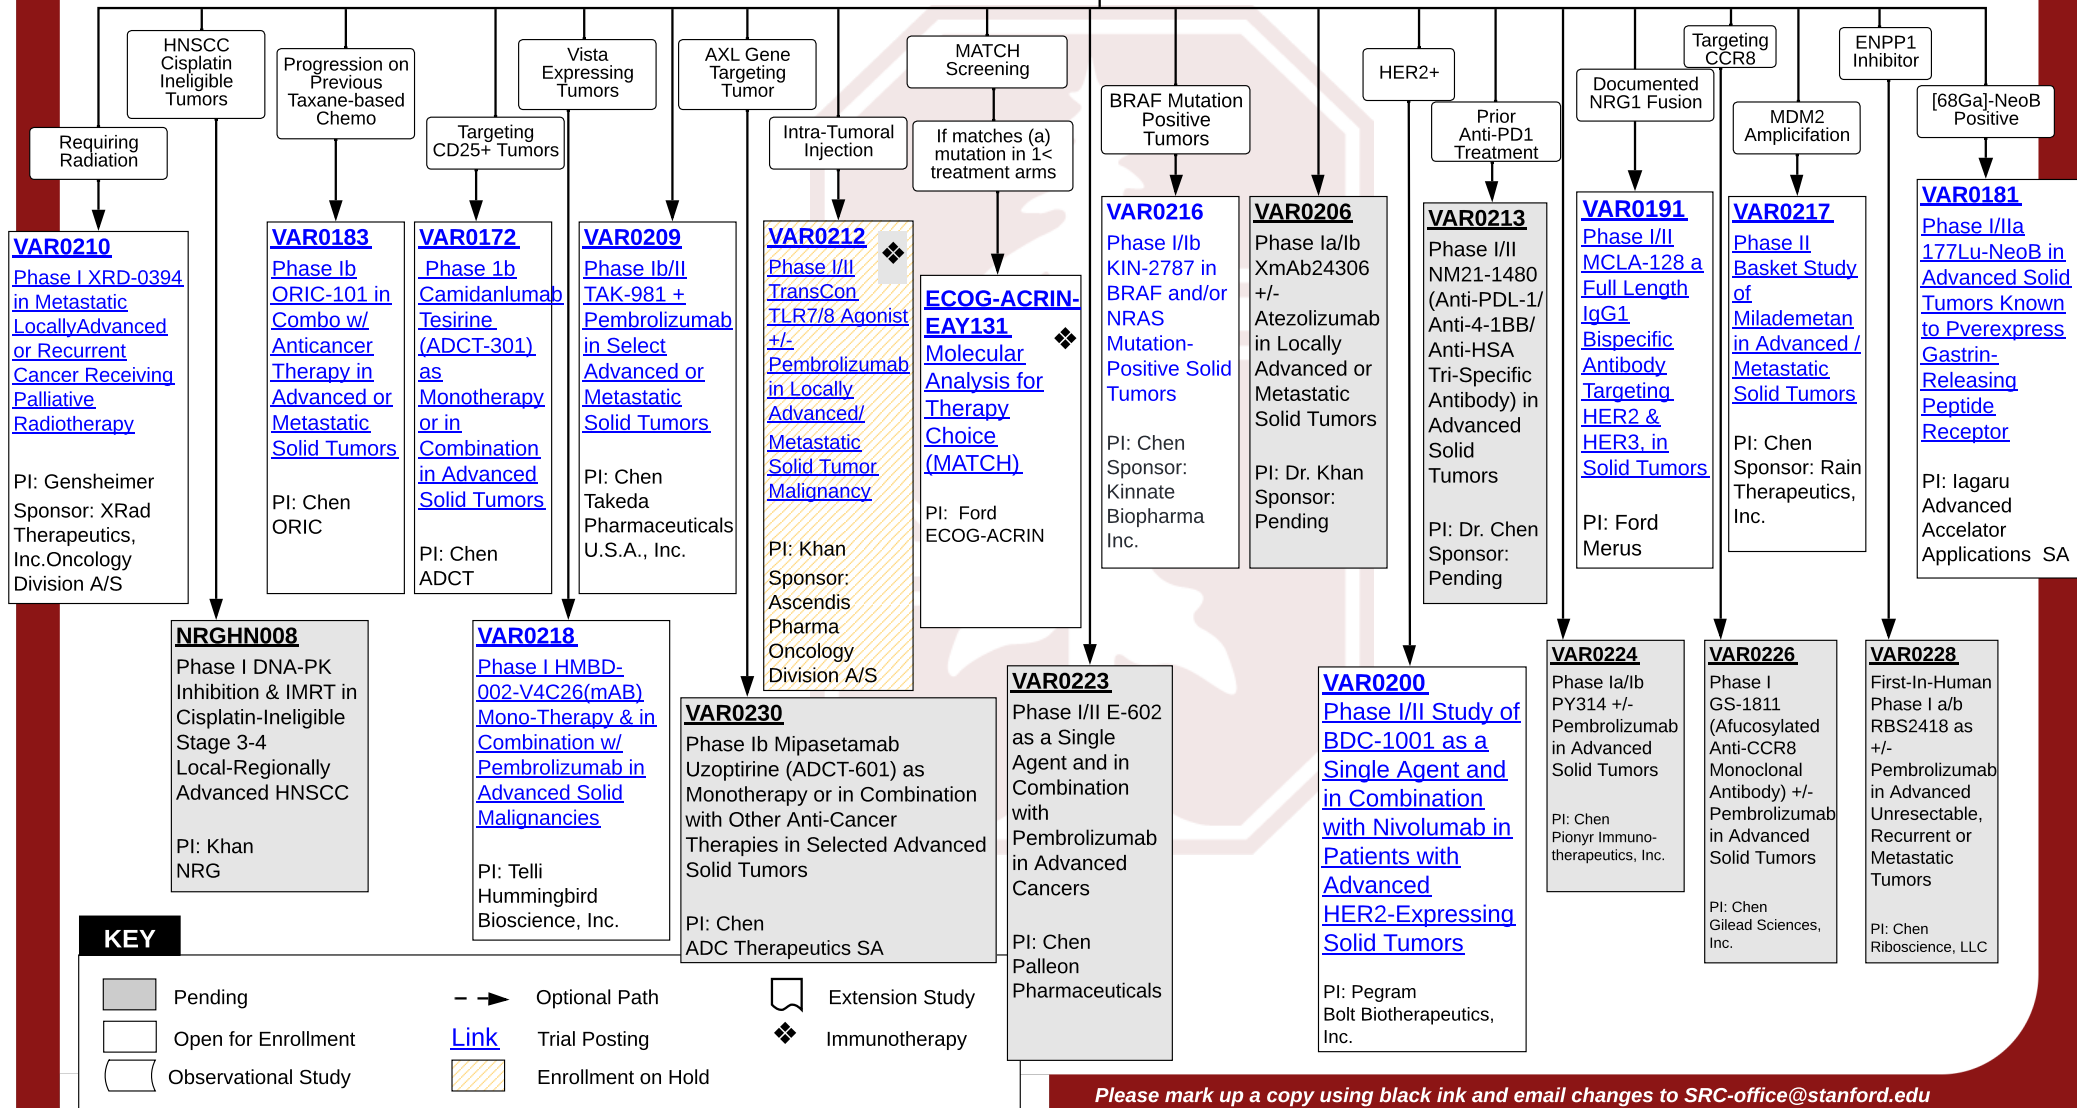 HNSCC
Cisplatin
Ineligible
Tumors
Progression on
Previous
Taxane-based
Chemo
Vista
Expressing
Tumors
AXL Gene
Targeting
Tumor
MATCH
Screening
HER2+
Targeting
CCR8
ENPP1
Inhibitor
Requiring
Radiation
Targeting
CD25+ Tumors
Intra-Tumoral
Injection
If matches (a)
mutation in 1<
treatment arms
BRAF Mutation
Positive
Tumors
Prior
Anti-PD1
Treatment
Documented
NRG1 Fusion
MDM2
Amplicifation
[68Ga]-NeoB
Positive
VAR0210
Phase I XRD-0394
in Metastatic
LocallyAdvanced
or Recurrent
Cancer Receiving
Palliative
Radiotherapy
PI: Gensheimer
Sponsor: XRad
Therapeutics,
Inc.Oncology
Division A/S
VAR0183
Phase Ib
ORIC-101 in
Combo w/
Anticancer
Therapy in
Advanced or
Metastatic
Solid Tumors
PI: Chen
ORIC
VAR0172
Phase 1b
Camidanlumab
Tesirine
(ADCT-301)
as
Monotherapy
or in
Combination
in Advanced
Solid Tumors
PI: Chen
ADCT
VAR0209
Phase Ib/II
TAK-981 +
Pembrolizumab
in Select
Advanced or
Metastatic
Solid Tumors
PI: Chen
Takeda
Pharmaceuticals
U.S.A., Inc.
VAR0212
❖
Phase I/II
TransCon
TLR7/8 Agonist
+/-
Pembrolizumab
in Locally
Advanced/
Metastatic
Solid Tumor
Malignancy
PI: Khan
Sponsor:
Ascendis
Pharma
Oncology
Division A/S
ECOG-ACRIN-
EAY131
❖
Molecular
Analysis for
Therapy
Choice
(MATCH)
PI: Ford
ECOG-ACRIN
VAR0216
Phase I/Ib
KIN-2787 in
BRAF and/or
NRAS
Mutation-
Positive Solid
Tumors
PI: Chen
Sponsor:
Kinnate
Biopharma
Inc.
VAR0206
Phase Ia/Ib
XmAb24306
+/-
Atezolizumab
in Locally
Advanced or
Metastatic
Solid Tumors
PI: Dr. Khan
Sponsor:
Pending
VAR0213
Phase I/II
NM21-1480
(Anti-PDL-1/
Anti-4-1BB/
Anti-HSA
Tri-Specific
Antibody) in
Advanced
Solid
Tumors
PI: Dr. Chen
Sponsor:
Pending
VAR0191
Phase I/II
MCLA-128 a
Full Length
IgG1
Bispecific
Antibody
Targeting
HER2 &
HER3, in
Solid Tumors
PI: Ford
Merus
VAR0217
Phase II
Basket Study
of
Milademetan
in Advanced /
Metastatic
Solid Tumors
PI: Chen
Sponsor: Rain
Therapeutics,
Inc.
VAR0181
Phase I/IIa
177Lu-NeoB in
Advanced Solid
Tumors Known
to Pverexpress
Gastrin-
Releasing
Peptide
Receptor
PI: Iagaru
Advanced
Accelator
Applications SA
NRGHN008
Phase I DNA-PK
Inhibition & IMRT in
Cisplatin-Ineligible
Stage 3-4
Local-Regionally
Advanced HNSCC
PI: Khan
NRG
VAR0218
Phase I HMBD-
002-V4C26(mAB)
Mono-Therapy & in
Combination w/
Pembrolizumab in
Advanced Solid
Malignancies
PI: Telli
Hummingbird
Bioscience, Inc.
VAR0230
Phase Ib Mipasetamab
Uzoptirine (ADCT-601) as
Monotherapy or in Combination
with Other Anti-Cancer
Therapies in Selected Advanced
Solid Tumors
PI: Chen
ADC Therapeutics SA
VAR0223
Phase I/II E-602
as a Single
Agent and in
Combination
with
Pembrolizumab
in Advanced
Cancers
PI: Chen
Palleon
Pharmaceuticals
VAR0200
Phase I/II Study of
BDC-1001 as a
Single Agent and
in Combination
with Nivolumab in
Patients with
Advanced
HER2-Expressing
Solid Tumors
PI: Pegram
Bolt Biotherapeutics,
Inc.
VAR0224
Phase Ia/Ib
PY314 +/-
Pembrolizumab
in Advanced
Solid Tumors
PI: Chen
Pionyr Immuno-
therapeutics, Inc.
VAR0226
Phase I
GS-1811
(Afucosylated
Anti-CCR8
Monoclonal
Antibody) +/-
Pembrolizumab
in Advanced
Solid Tumors
PI: Chen
Gilead Sciences,
Inc.
VAR0228
First-In-Human
Phase I a/b
RBS2418 as
+/-
Pembrolizumab
in Advanced
Unresectable,
Recurrent or
Metastatic
Tumors
PI: Chen
Riboscience, LLC
KEY
Pending
Optional Path
Extension Study
Open for Enrollment
Link Trial Posting
❖ Immunotherapy
Observational Study
Enrollment on Hold
Please mark up a copy using black ink and email changes to SRC-office@stanford.edu